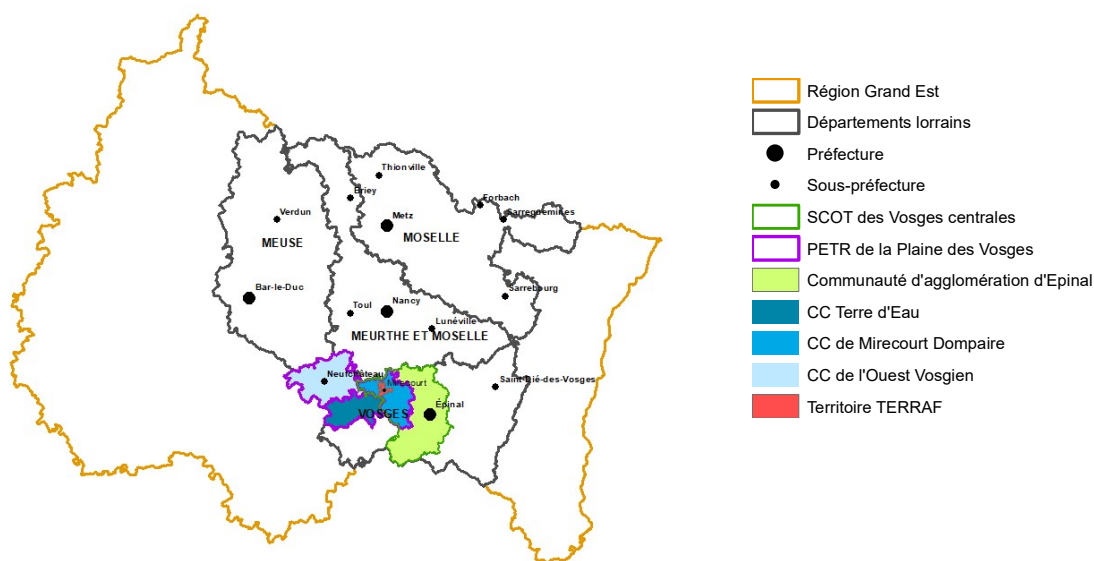 Thionville
Briey
Forbach
Sarreguemines
Verdun
Metz
MEUSE
MOSELLE
Bar-le-Duc
Sarrebourg
Toul
Nancy
Lunéville
MEURTHE ET MOSELLE
Neufchâteau
Mirecourt
Saint-Dié-des-Vosges
Épinal
VOSGES
Région Grand Est
Départements lorrains
Préfecture
Sous-préfecture
SCOT des Vosges centrales
PETR de la Plaine des Vosges
Communauté d'agglomération d'Epinal
CC Terre d'Eau
CC de Mirecourt Dompaire
CC de l'Ouest Vosgien
Territoire TERRAF